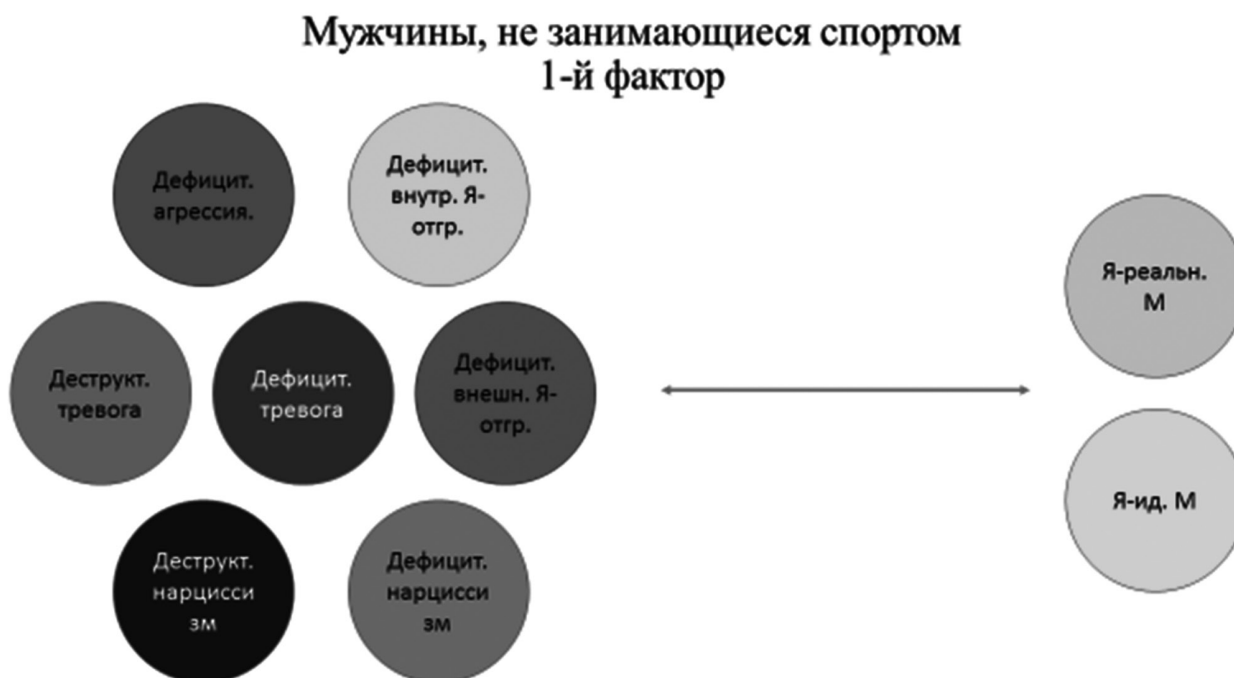 Мужчины, не занимающиеся спортом
1-й фактор
Дефицит.
агрессия.
Дефицит.
внутр. Я-
отгр.
Деструкт.
тревога
Дефицит.
тревога
Дефицит.
внешн. Я-
отгр.
Деструкт.
нарцисси
зм
Дефицит.
нарцисси
зм
Я-реальн.
М
Я-ид. М